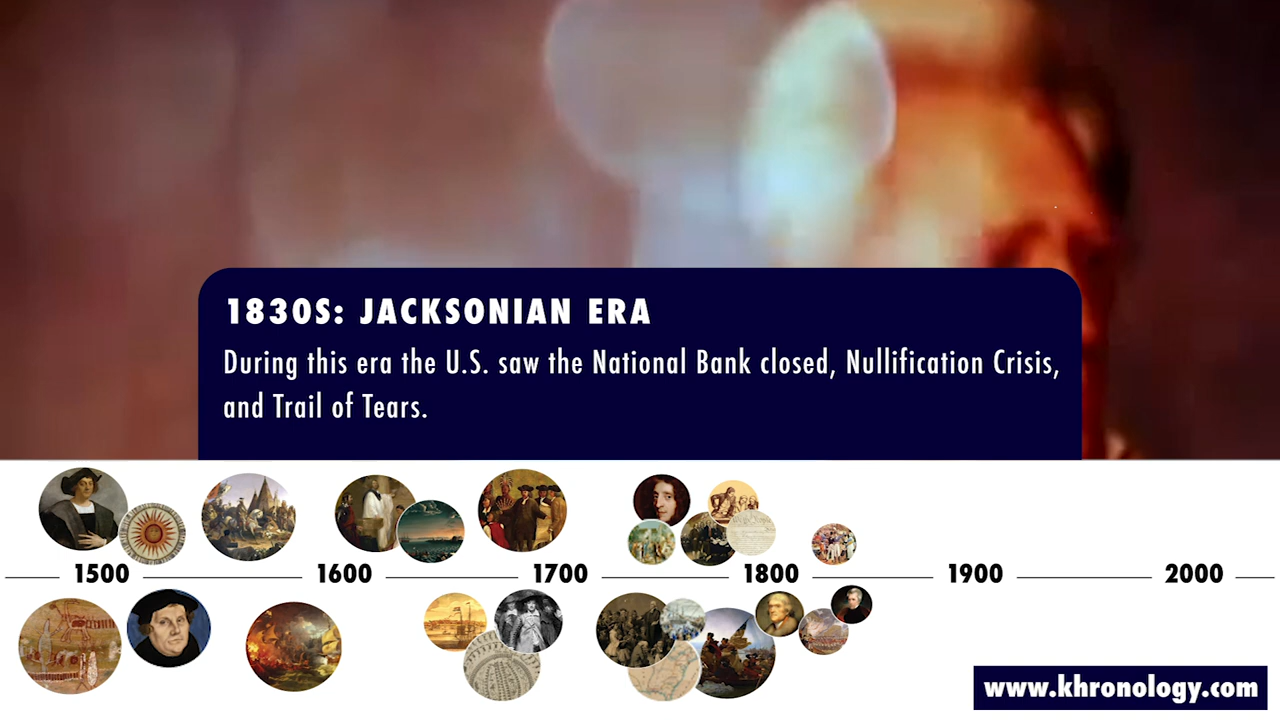 1830S: JACKSONIAN ERA
During this era the U.S. saw the National Bank closed, Nullification Crisis,
and Trail of Tears.
1500 1600 1700 1800 1900 2000
www.khronology.com